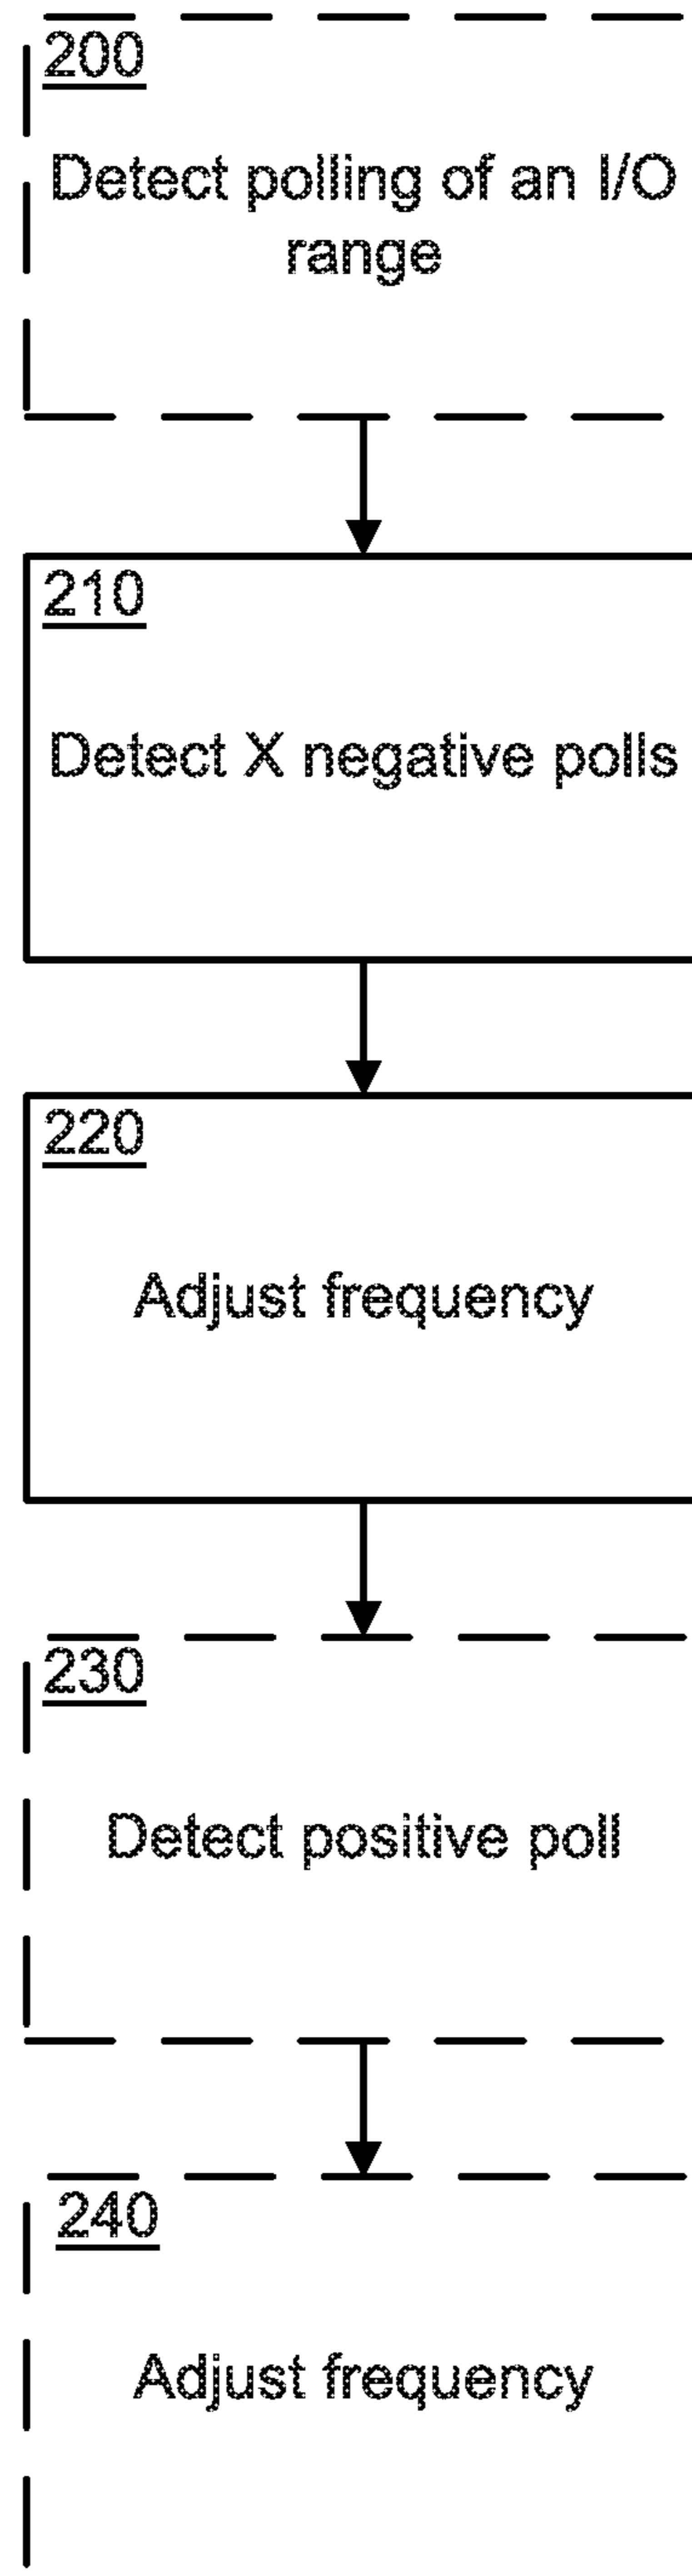 200
Detect polling of an I/O
range
210
Detect X negative polls
220
Adjust frequency
230
Detect positive poll
240
Adjust frequency